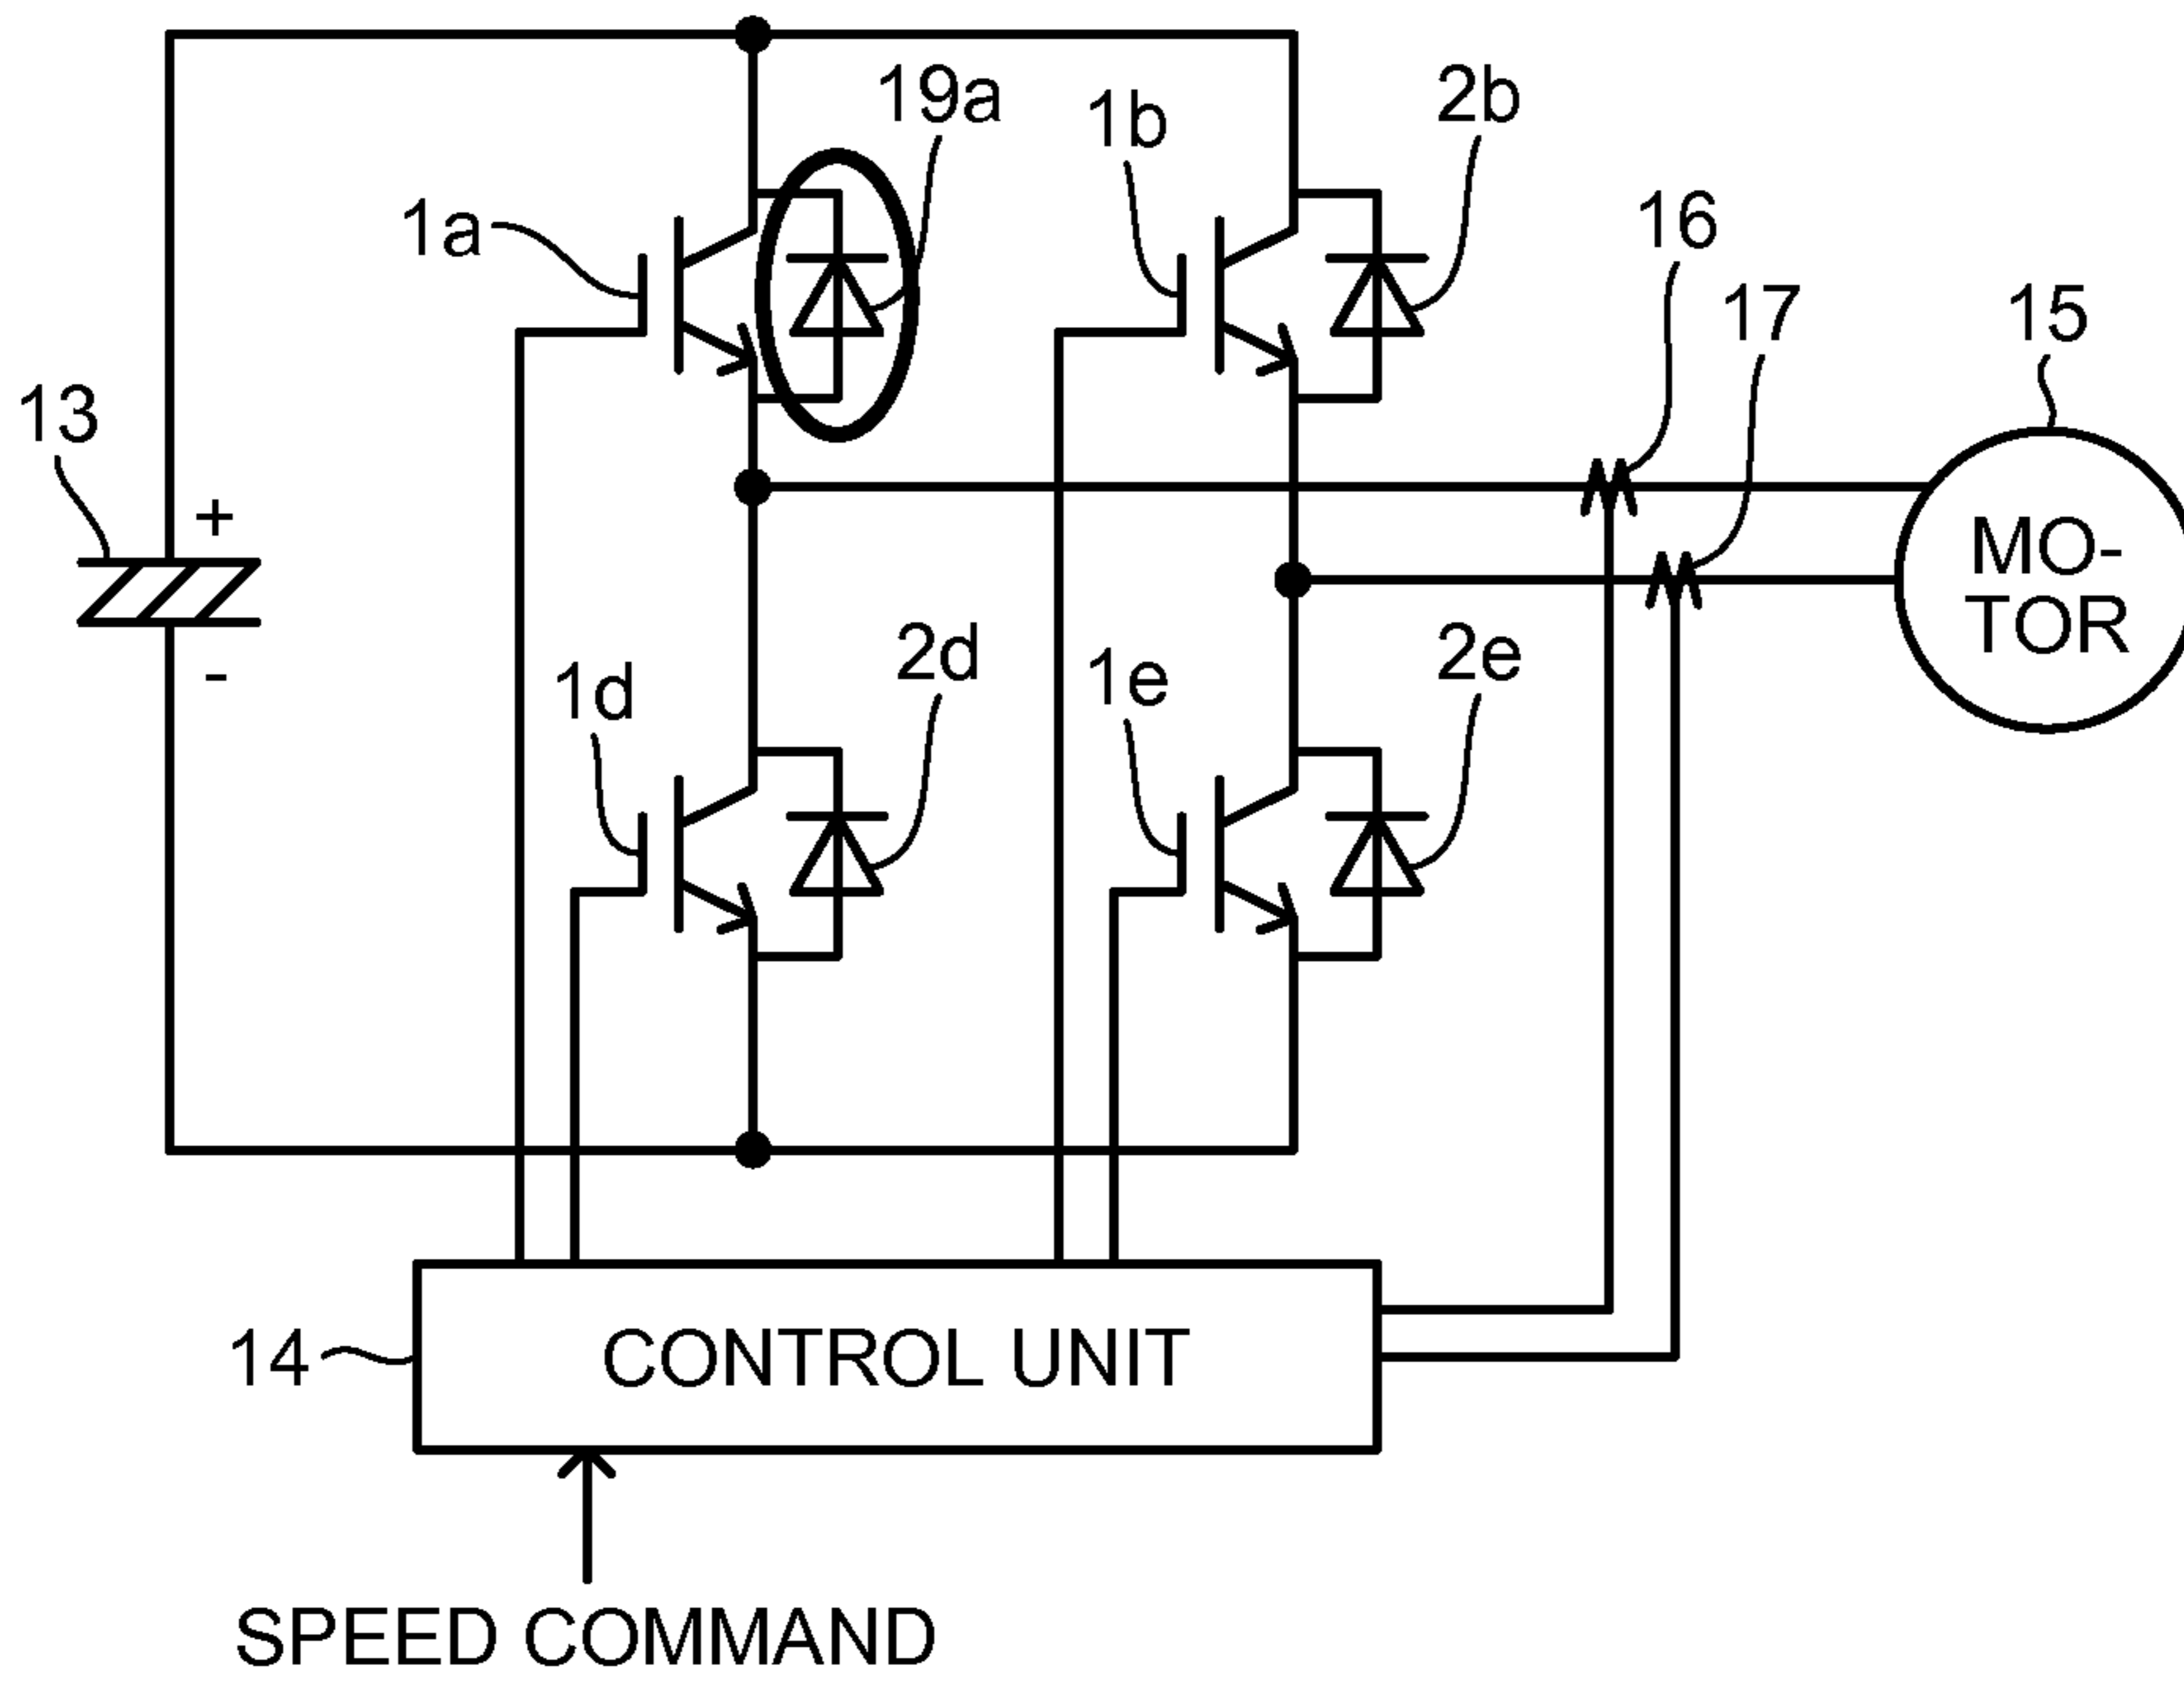 19a
1b
2b
1a
16
17
15
13
+
MO-
TOR
-
1d
2d
1e
2e
14
CONTROL UNIT
SPEED COMMAND